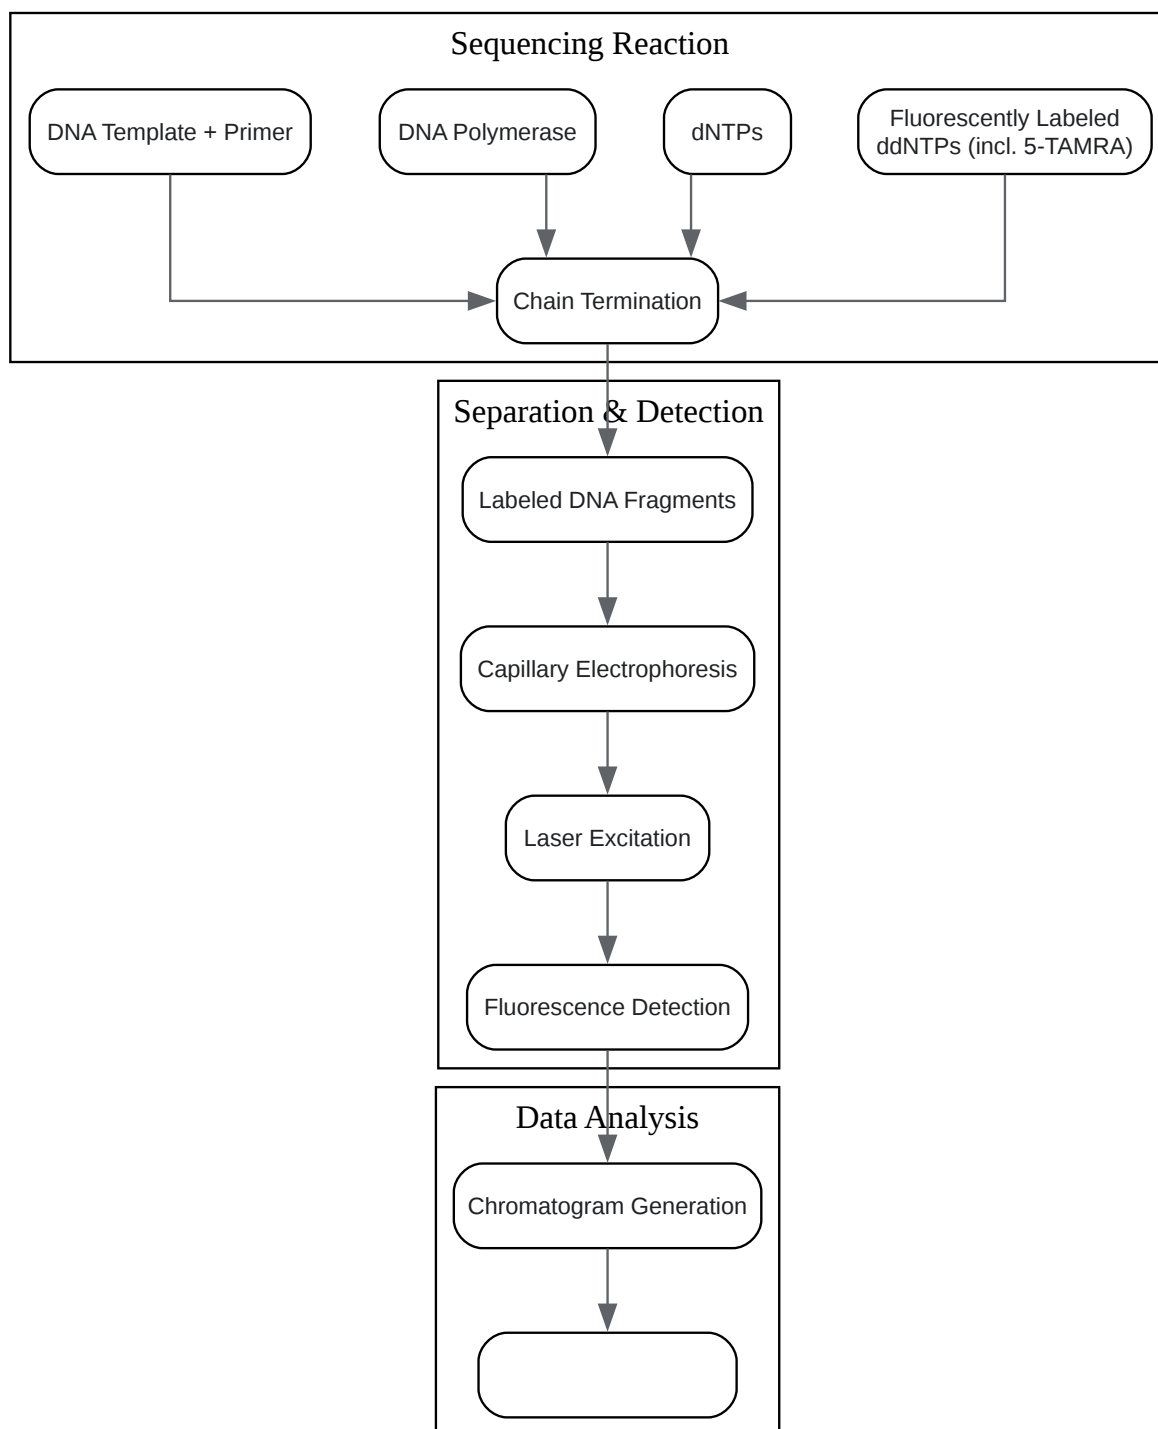 Sequencing Reaction
DNA Template + Primer
DNA Polymerase
dNTPs
Fluorescently Labeled
ddNTPs (incl. 5-TAMRA)
Chain Termination
Separation & Detection
Labeled DNA Fragments
Capillary Electrophoresis
Laser Excitation
Fluorescence Detection
Data Analysis
Chromatogram Generation